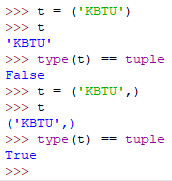 >>> t = ('KBTU')
>>> t
'KBTU'
>>> type(t) == tuple
False
>>> t = ('KBTU',)
>>> t
('KBTU',)
>>> type(t) == tuple
True
>>>